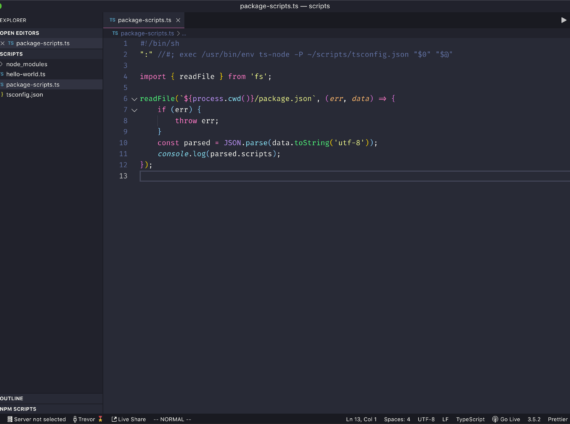 package-scripts.ts — scripts
EXPLORER
OPEN EDITORS
TS package-scripts.ts
SCRIPTS
node_modules
TS hello-world.ts
TS package-scripts.ts
{} tsconfig.json
OUTLINE
NPM SCRIPTS
TS package-scripts.ts ×
TS package-scripts.ts › ...
1 #!/bin/sh
2 ":" //#; exec /usr/bin/env ts-node -P ~/scripts/tsconfig.json "$0" "$@"
3
4 import { readFile } from 'fs';
5
6 readFile(`${process.cwd()}/package.json`, (err, data) => {
7 if (err) {
8 throw err;
9 }
10 const parsed = JSON.parse(data.toString('utf-8'));
11 console.log(parsed.scripts);
12 });
13
Server not selected Trevor Live Share -- NORMAL -- Ln 13, Col 1 Spaces: 4 UTF-8 LF TypeScript Go Live 3.5.2 Prettier